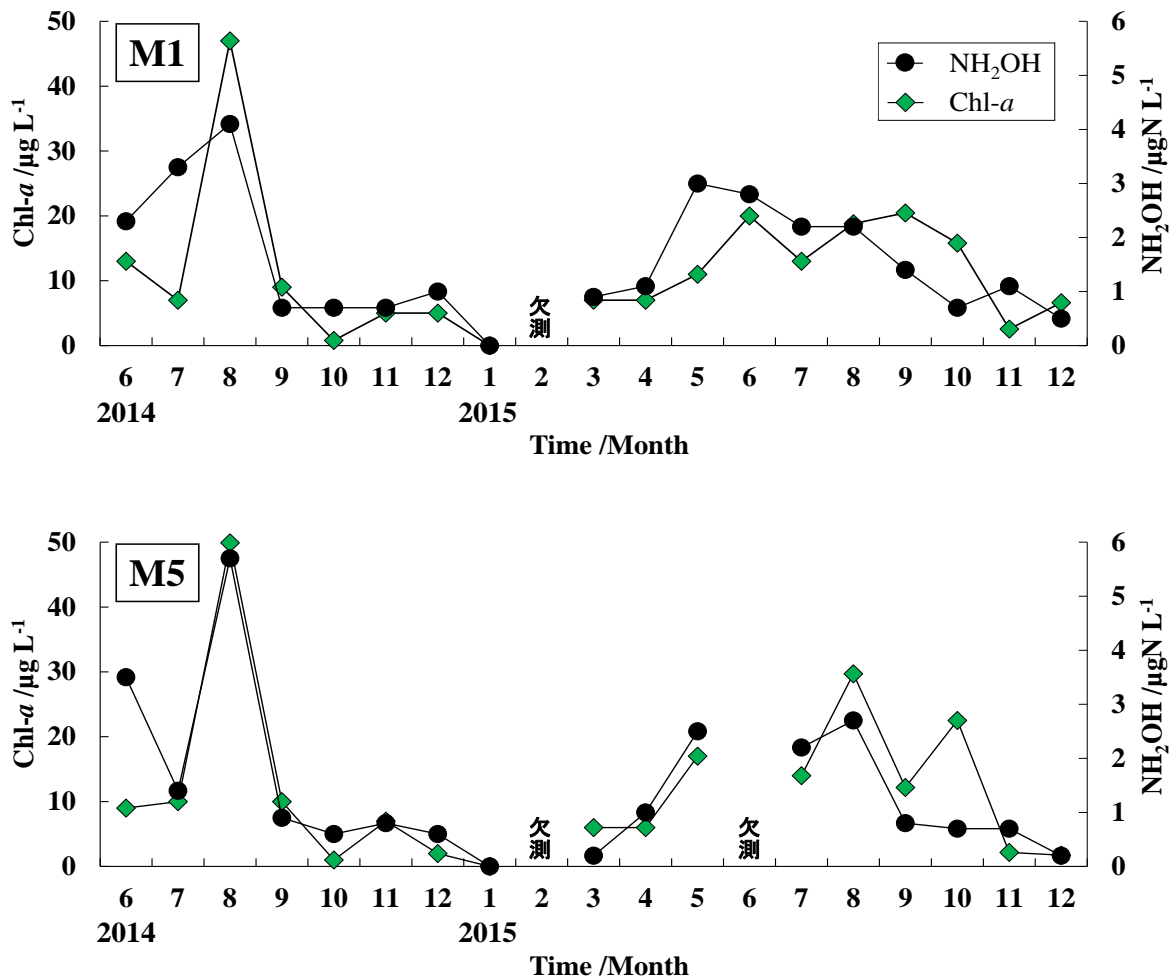 M1
NH₂OH
Chl-a
Chl-a /µg L⁻¹
50
40
30
20
10
0
NH₂OH /µgN L⁻¹
6
5
4
3
2
1
0
欠測
6 7 8 9 10 11 12 1 2 3 4 5 6 7 8 9 10 11 12
2014 2015
Time /Month
M5
Chl-a /µg L⁻¹
50
40
30
20
10
0
NH₂OH /µgN L⁻¹
6
5
4
3
2
1
0
欠測
欠測
6 7 8 9 10 11 12 1 2 3 4 5 6 7 8 9 10 11 12
2014 2015
Time /Month